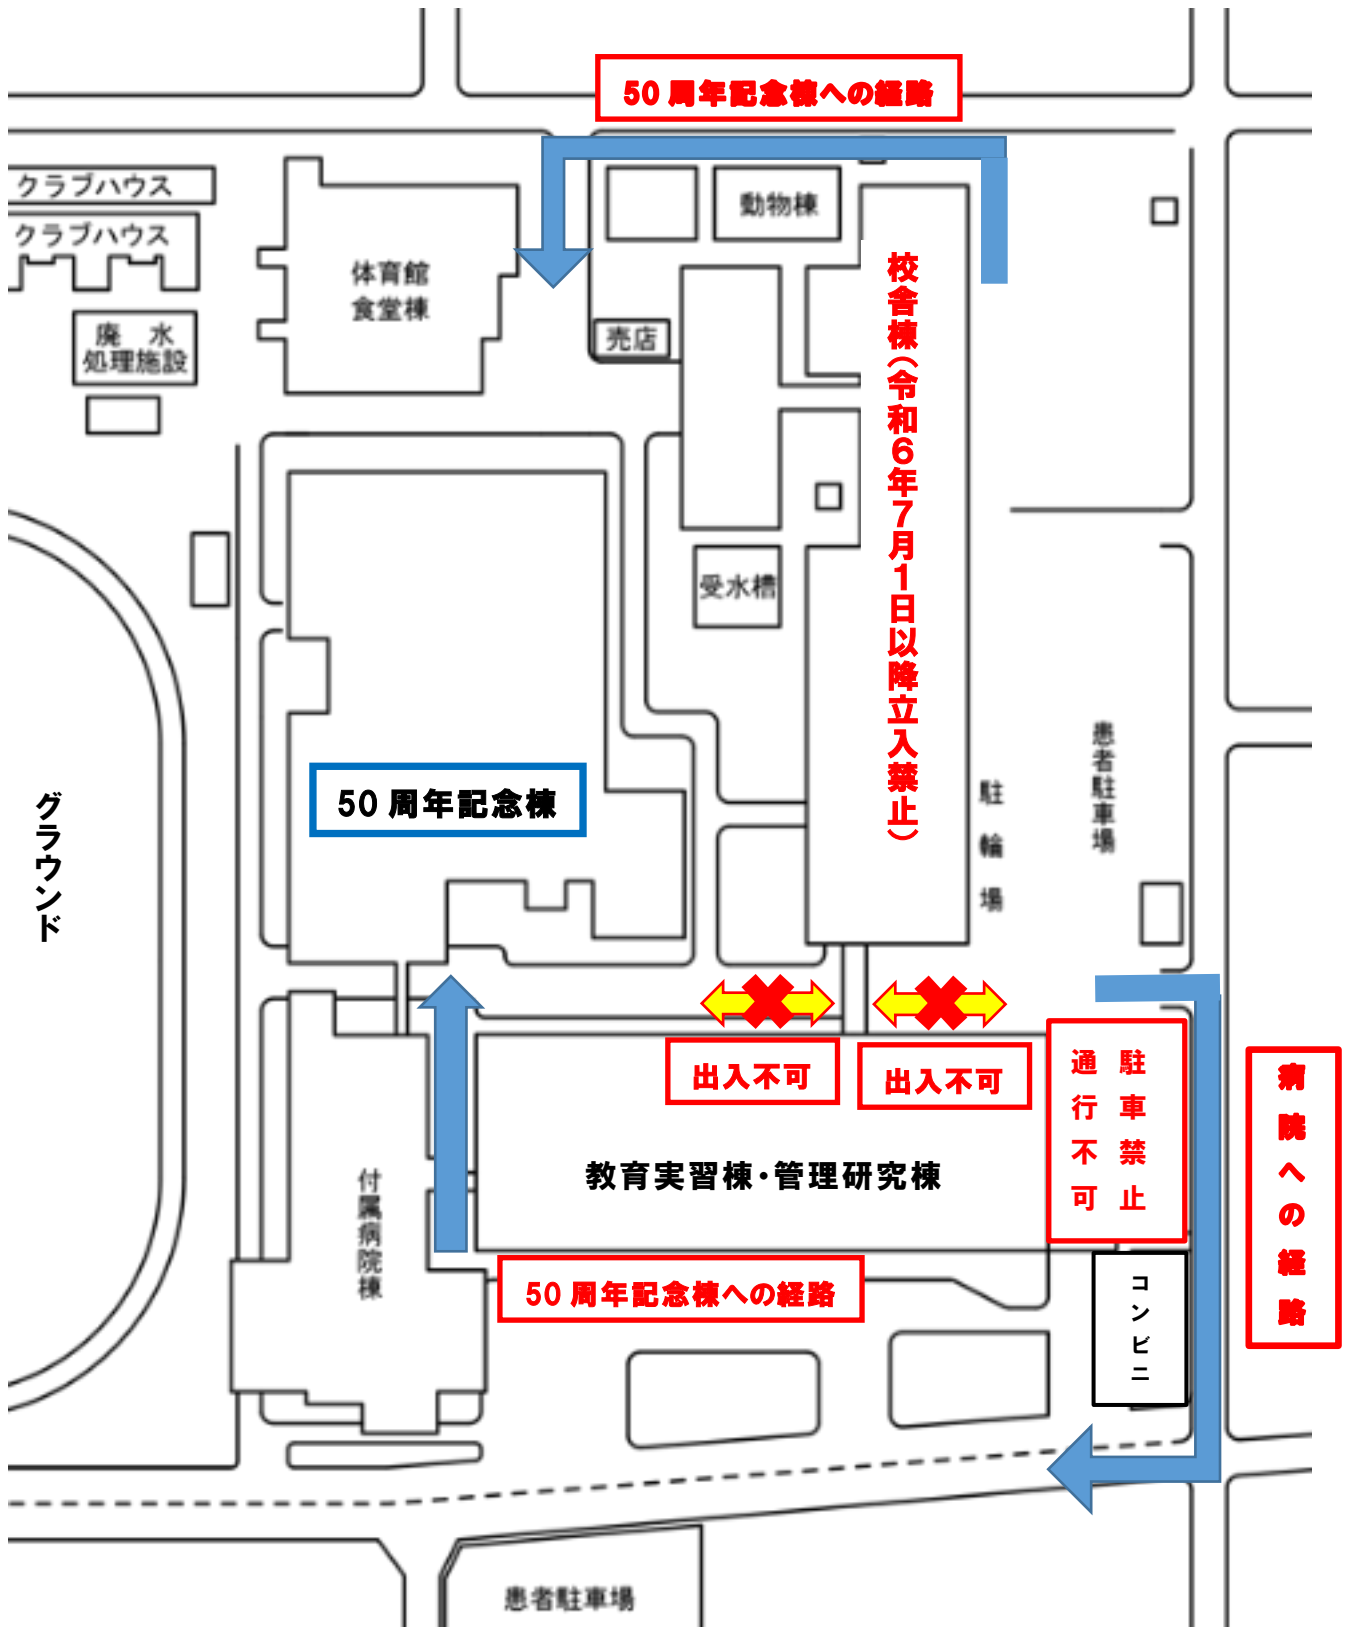 50周年記念棟への経路
クラブハウス
クラブハウス
動物棟
体育館
食堂棟
廃　水
処理施設
売店
校舎棟（令和６年７月１日以降立入禁止）
受水槽
患者駐車場
駐輪場
50周年記念棟
グラウンド
出入不可
出入不可
駐車禁止
通行不可
病院への経路
教育実習棟・管理研究棟
付属病院棟
50周年記念棟への経路
コンビニ
患者駐車場